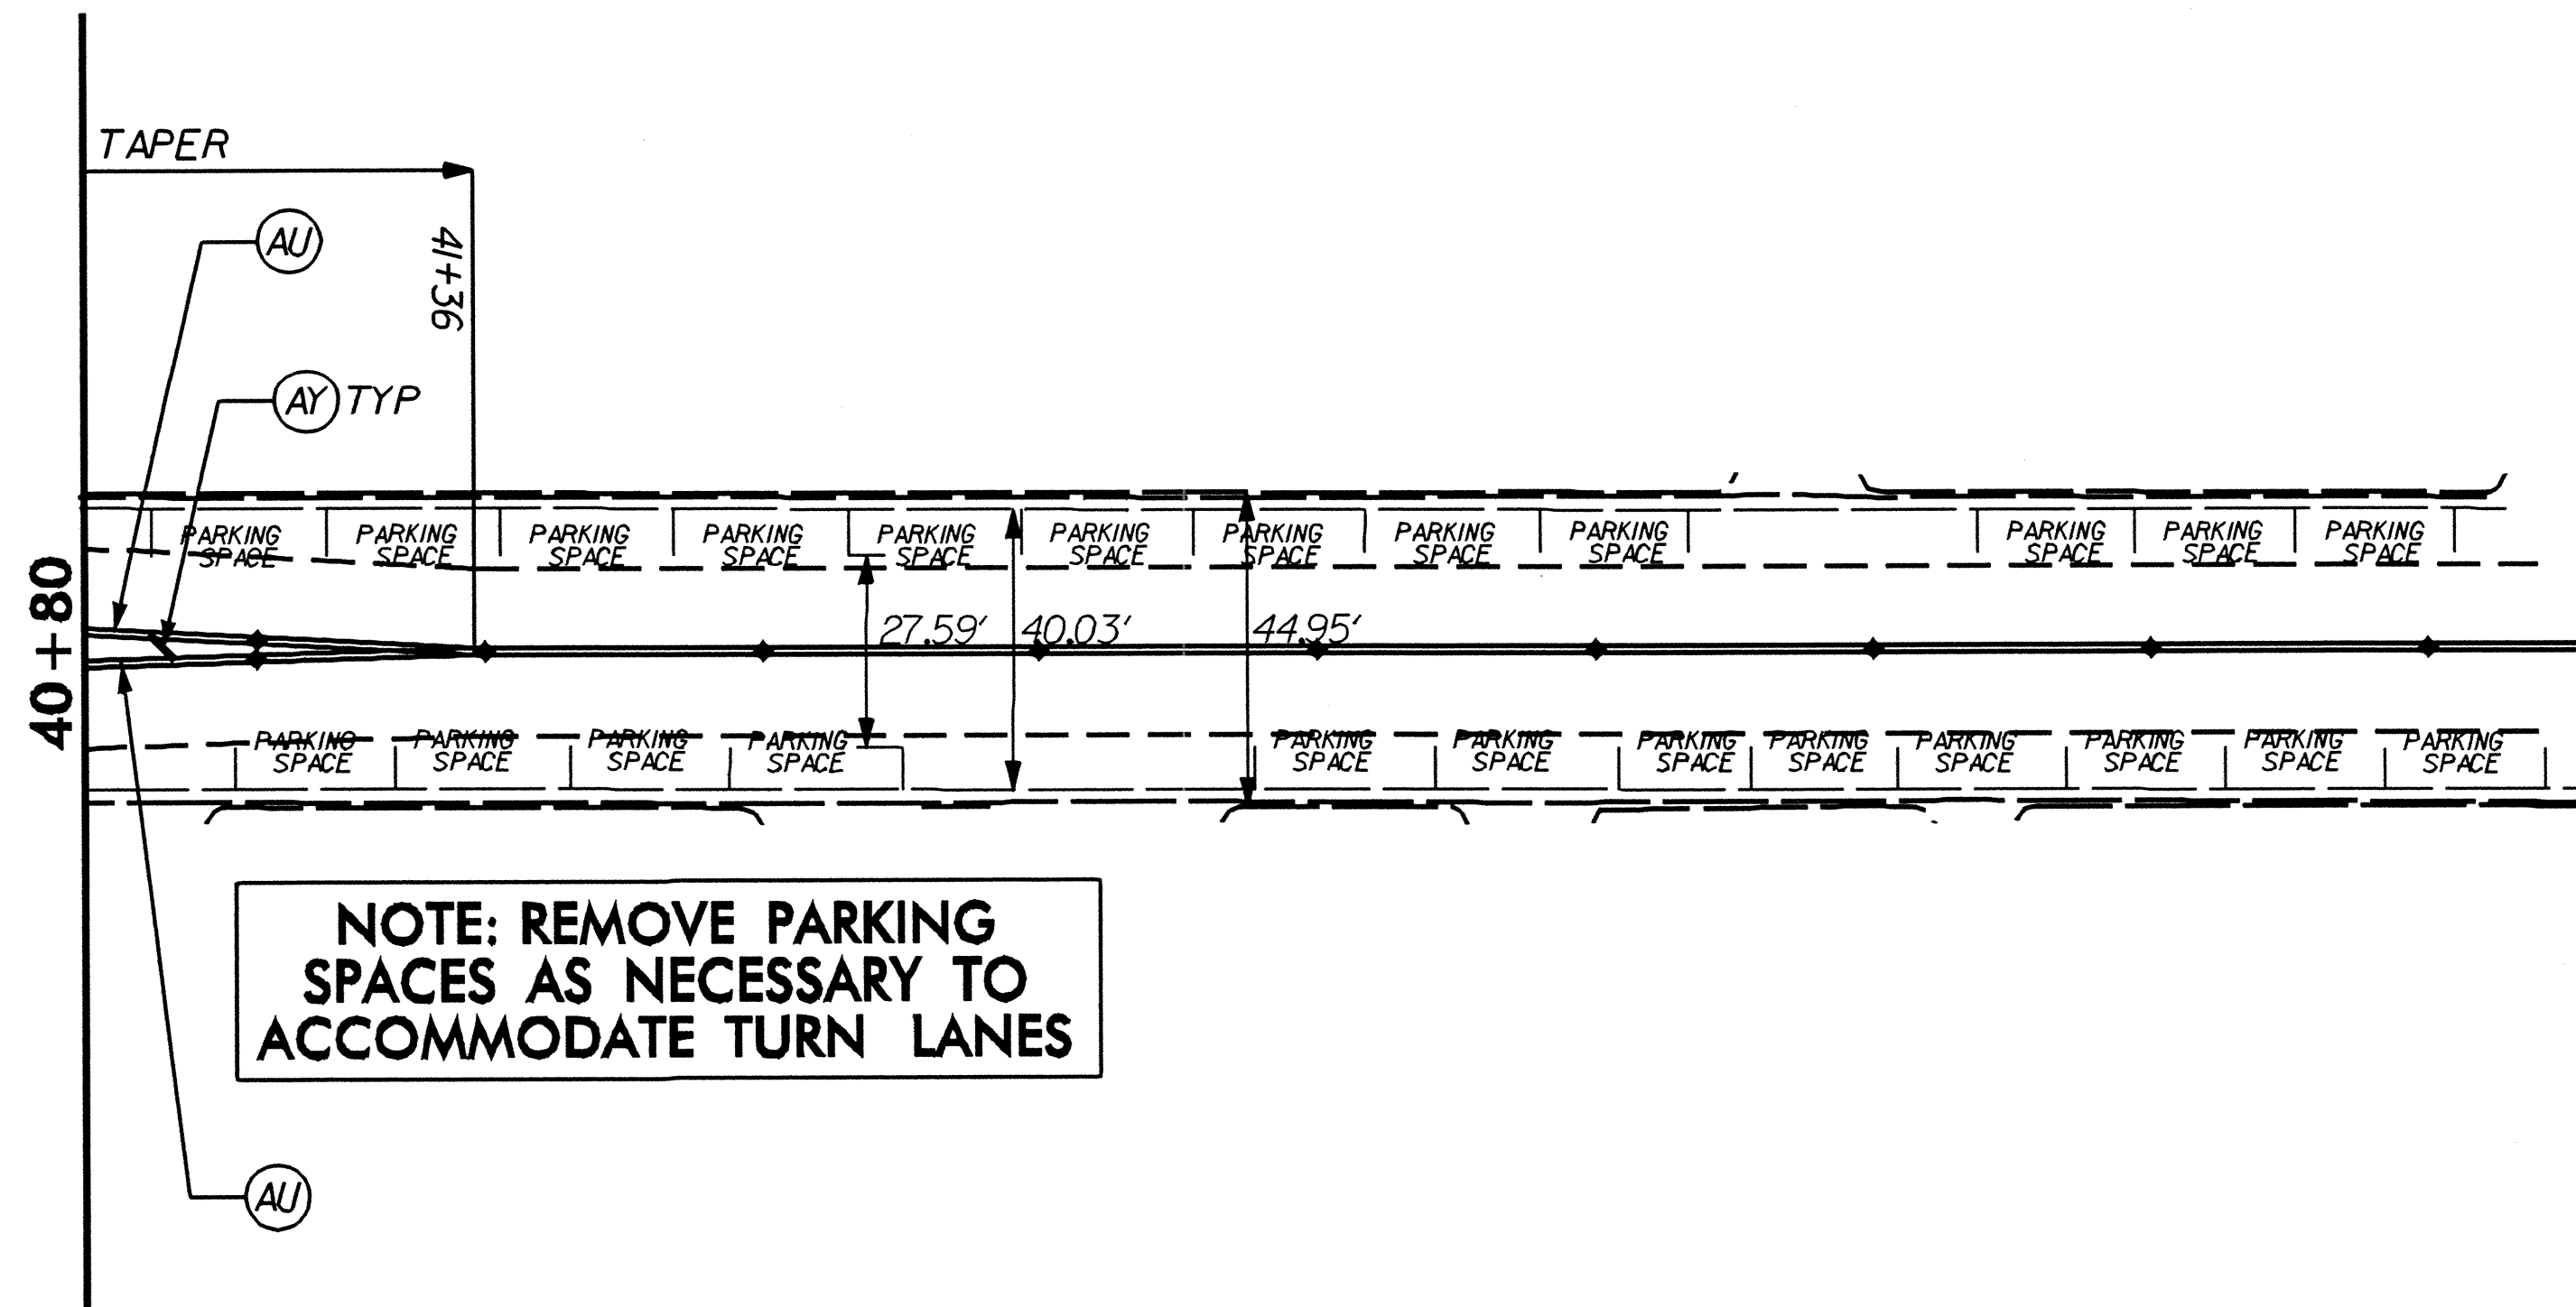 TAPER
AU
41+36
AY TYP
PARKING PARKING PARKING PARKING PARKING PARKING PARKING PARKING PARKING PARKING PARKING PARKING
SPACE SPACE SPACE SPACE SPACE SPACE SPACE SPACE SPACE SPACE SPACE SPACE
40+80
27.59' 40.03' 44.95'
PARKING PARKING PARKING PARKING PARKING PARKING PARKING PARKING PARKING PARKING PARKING PARKING
SPACE SPACE SPACE SPACE SPACE SPACE SPACE SPACE SPACE SPACE SPACE SPACE
NOTE: REMOVE PARKING
SPACES AS NECESSARY TO
ACCOMMODATE TURN LANES
AU